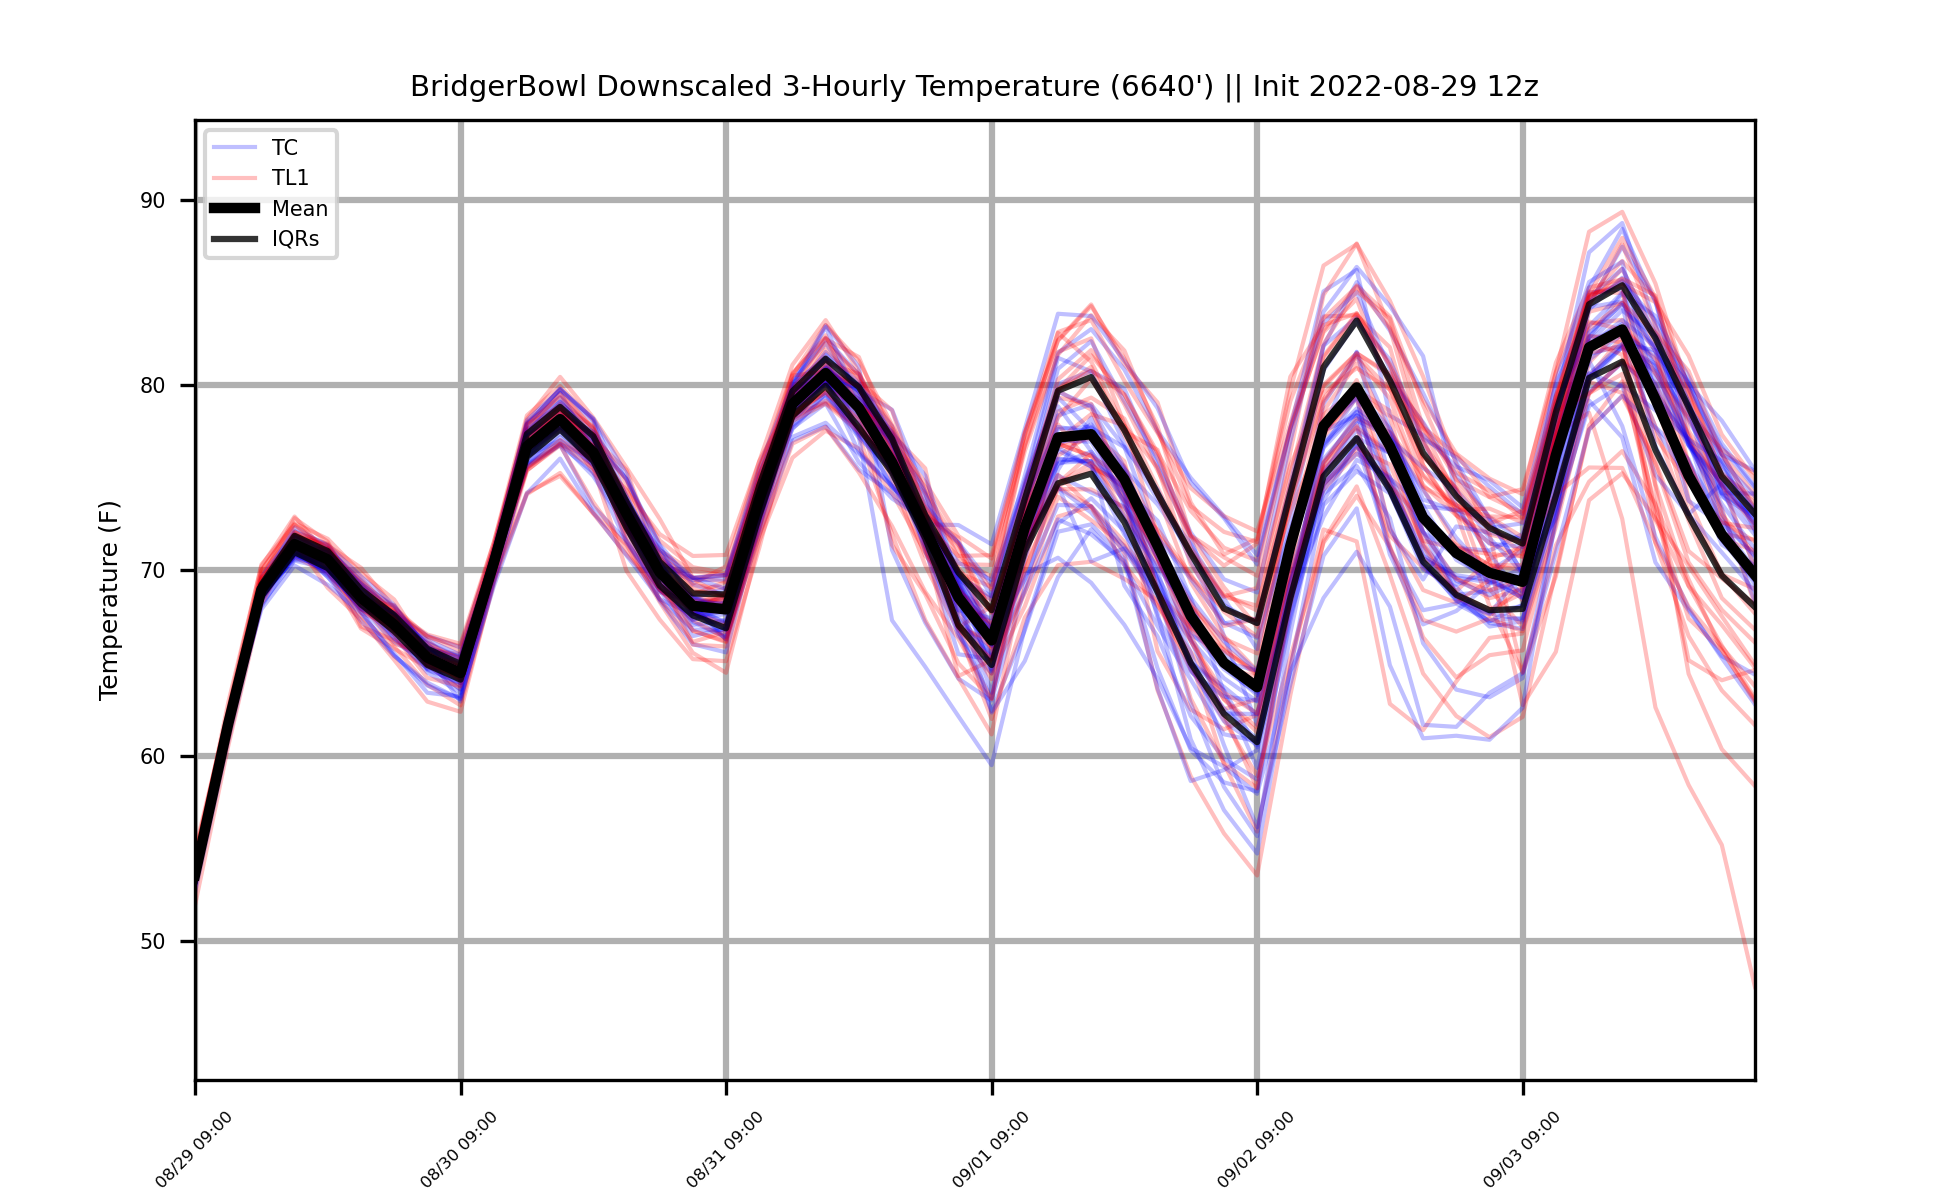 BridgerBowl Downscaled 3-Hourly Temperature (6640') || Init 2022-08-29 12z
TC
TL1
Mean
IQRs
Temperature (F)
90
80
70
60
50
08/29 09:00
08/30 09:00
08/31 09:00
09/01 09:00
09/02 09:00
09/03 09:00